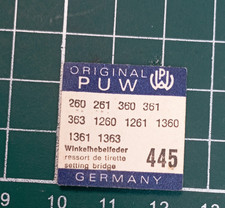 ORIGINAL
PUW
260 261 360 361
363 1260 1261 1360
1361 1363
Winkelhebelfeder
ressort de tirette
setting bridge
445
GERMANY
9
10
11
12
13